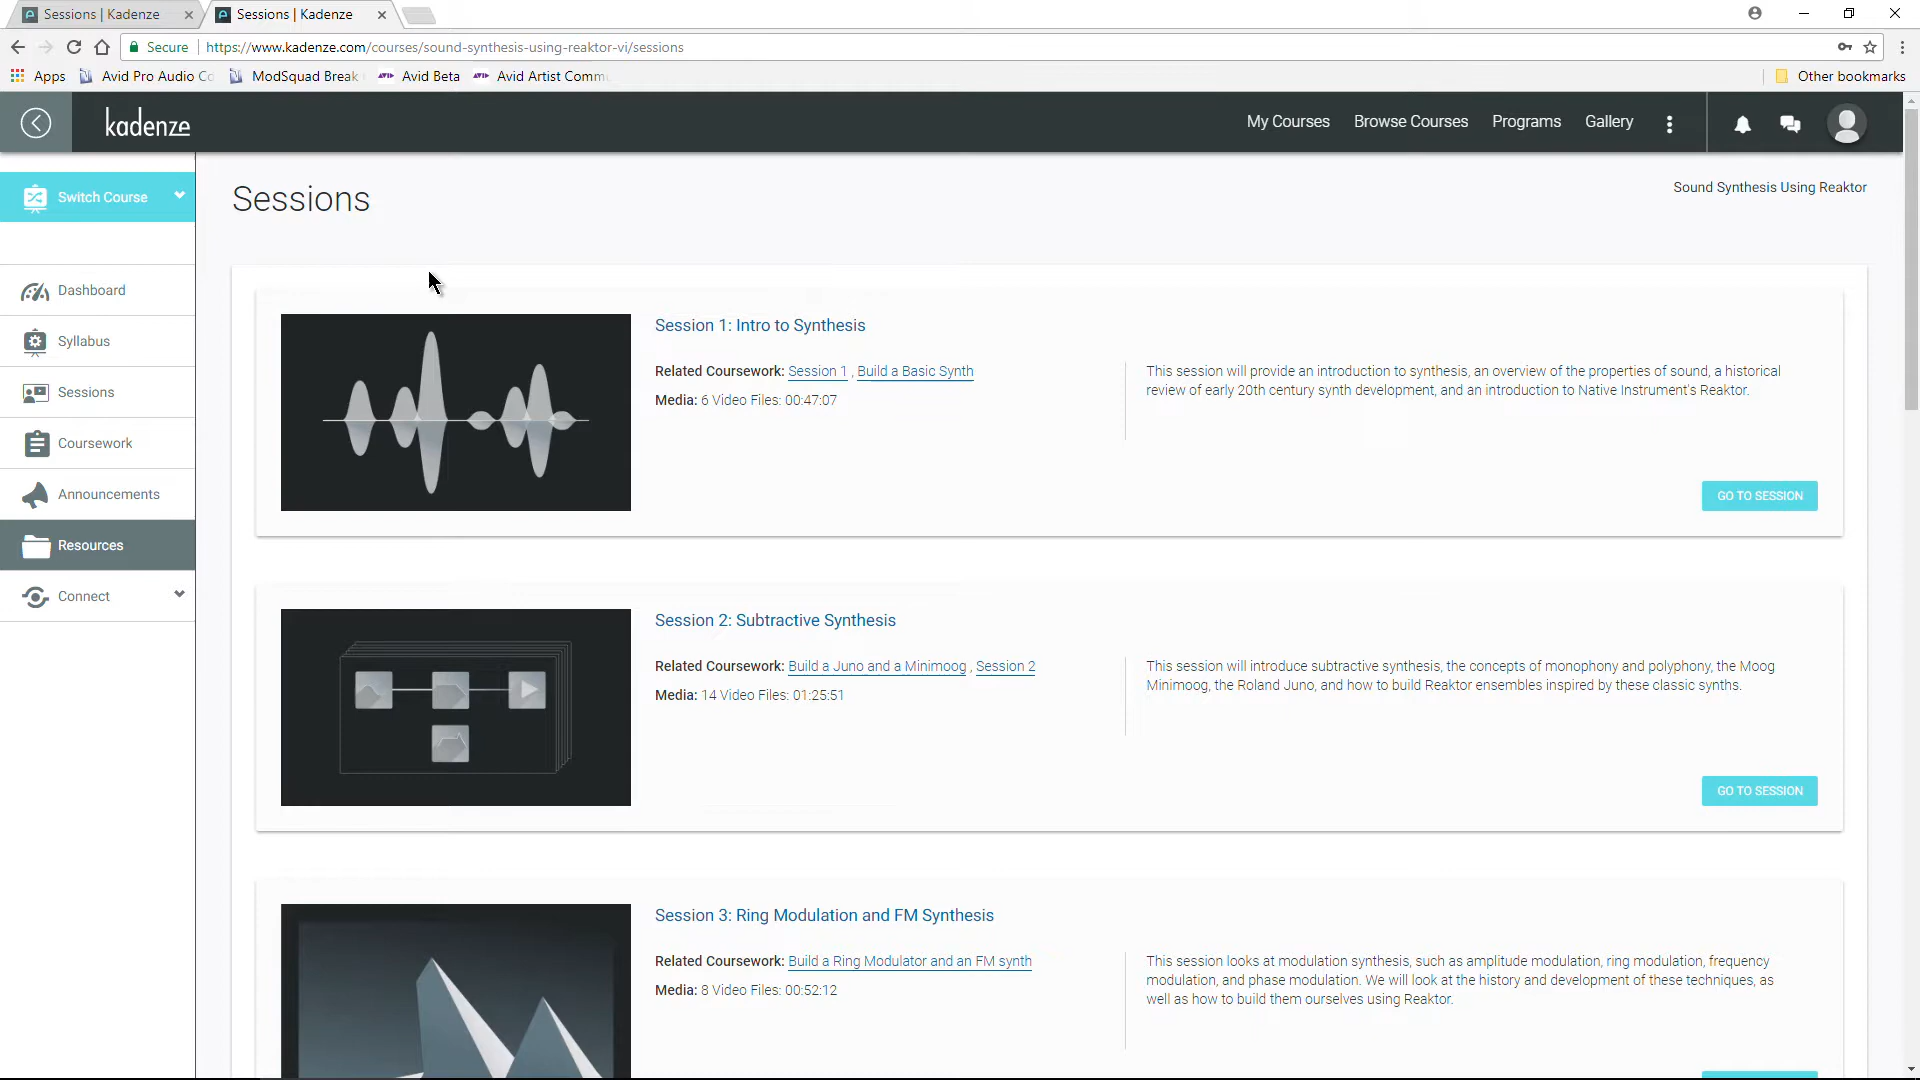 Sessions | Kadenze
Sessions | Kadenze
Secure
https://www.kadenze.com/courses/sound-synthesis-using-reaktor-vi/sessions
Apps
Avid Pro Audio Co
ModSquad Break
Avid Beta
Avid Artist Comm
Other bookmarks
kadenze
My Courses
Browse Courses
Programs
Gallery
Switch Course
Sessions
Sound Synthesis Using Reaktor
Dashboard
Syllabus
Sessions
Coursework
Announcements
Resources
Connect
Session 1: Intro to Synthesis
Related Coursework: Session 1 , Build a Basic Synth
Media: 6 Video Files: 00:47:07
This session will provide an introduction to synthesis, an overview of the properties of sound, a historical
review of early 20th century synth development, and an introduction to Native Instrument's Reaktor.
GO TO SESSION
Session 2: Subtractive Synthesis
Related Coursework: Build a Juno and a Minimoog , Session 2
Media: 14 Video Files: 01:25:51
This session will introduce subtractive synthesis, the concepts of monophony and polyphony, the Moog
Minimoog, the Roland Juno, and how to build Reaktor ensembles inspired by these classic synths.
GO TO SESSION
Session 3: Ring Modulation and FM Synthesis
Related Coursework: Build a Ring Modulator and an FM synth
Media: 8 Video Files: 00:52:12
This session looks at modulation synthesis, such as amplitude modulation, ring modulation, frequency
modulation, and phase modulation. We will look at the history and development of these techniques, as
well as how to build them ourselves using Reaktor.